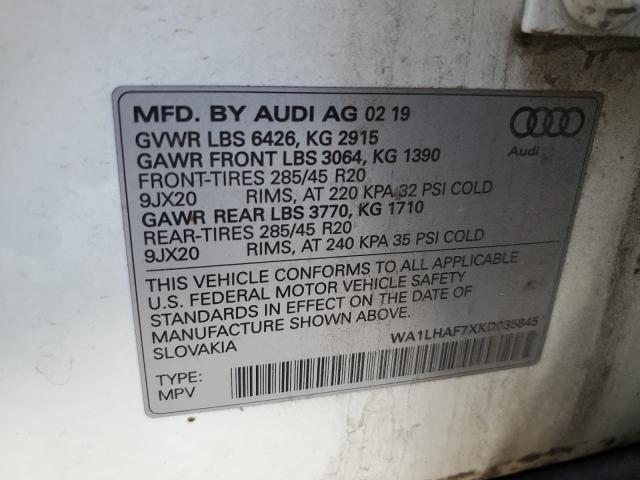 MFD. BY AUDI AG 02 19
GVWR LBS 6426, KG 2915
GAWR FRONT LBS 3064, KG 1390
FRONT-TIRES 285/45 R20
9JX20 RIMS, AT 220 KPA 32 PSI COLD
GAWR REAR LBS 3770, KG 1710
REAR-TIRES 285/45 R20
9JX20 RIMS, AT 240 KPA 35 PSI COLD
Audi
THIS VEHICLE CONFORMS TO ALL APPLICABLE
U.S. FEDERAL MOTOR VEHICLE SAFETY
STANDARDS IN EFFECT ON THE DATE OF
MANUFACTURE SHOWN ABOVE.
SLOVAKIA
WA1LHAF7XKD035845
TYPE:
MPV